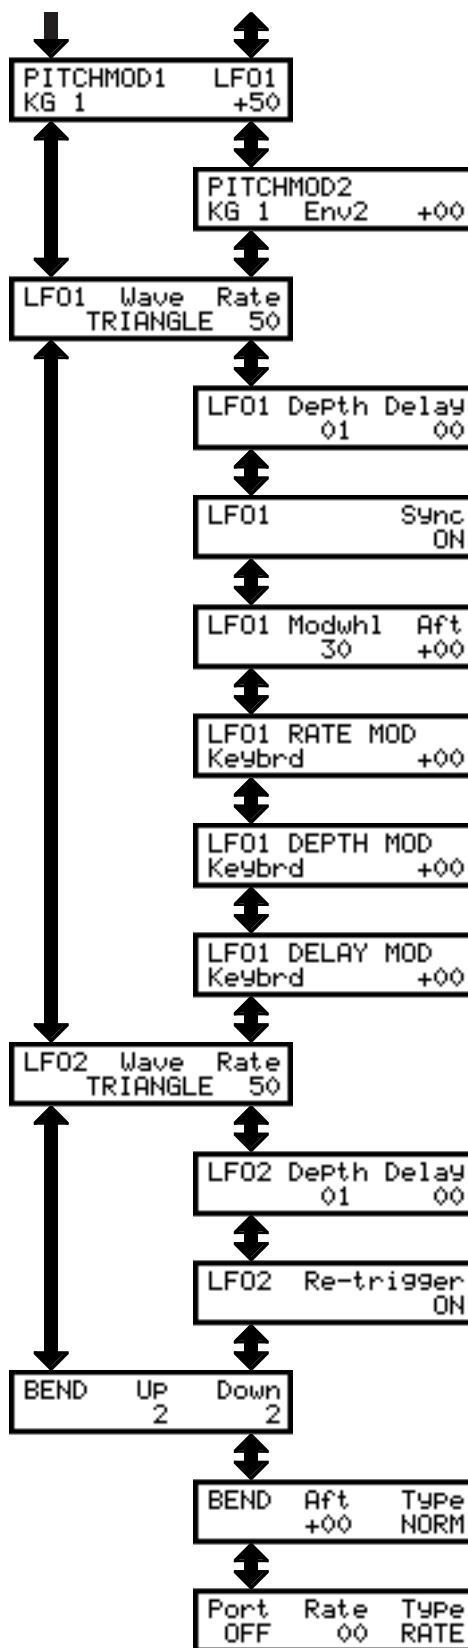 PITCHMOD1 LFO1
KG 1 +50
PITCHMOD2
KG 1 Env2 +00
LFO1 Wave Rate
TRIANGLE 50
LFO1 Depth Delay
01 00
LFO1 Sync
ON
LFO1 Modwhl Aft
30 +00
LFO1 RATE MOD
Keybrd +00
LFO1 DEPTH MOD
Keybrd +00
LFO1 DELAY MOD
Keybrd +00
LFO2 Wave Rate
TRIANGLE 50
LFO2 Depth Delay
01 00
LFO2 Re-trigger
ON
BEND Up Down
2 2
BEND Aft Type
+00 NORM
Port Rate Type
OFF 00 RATE